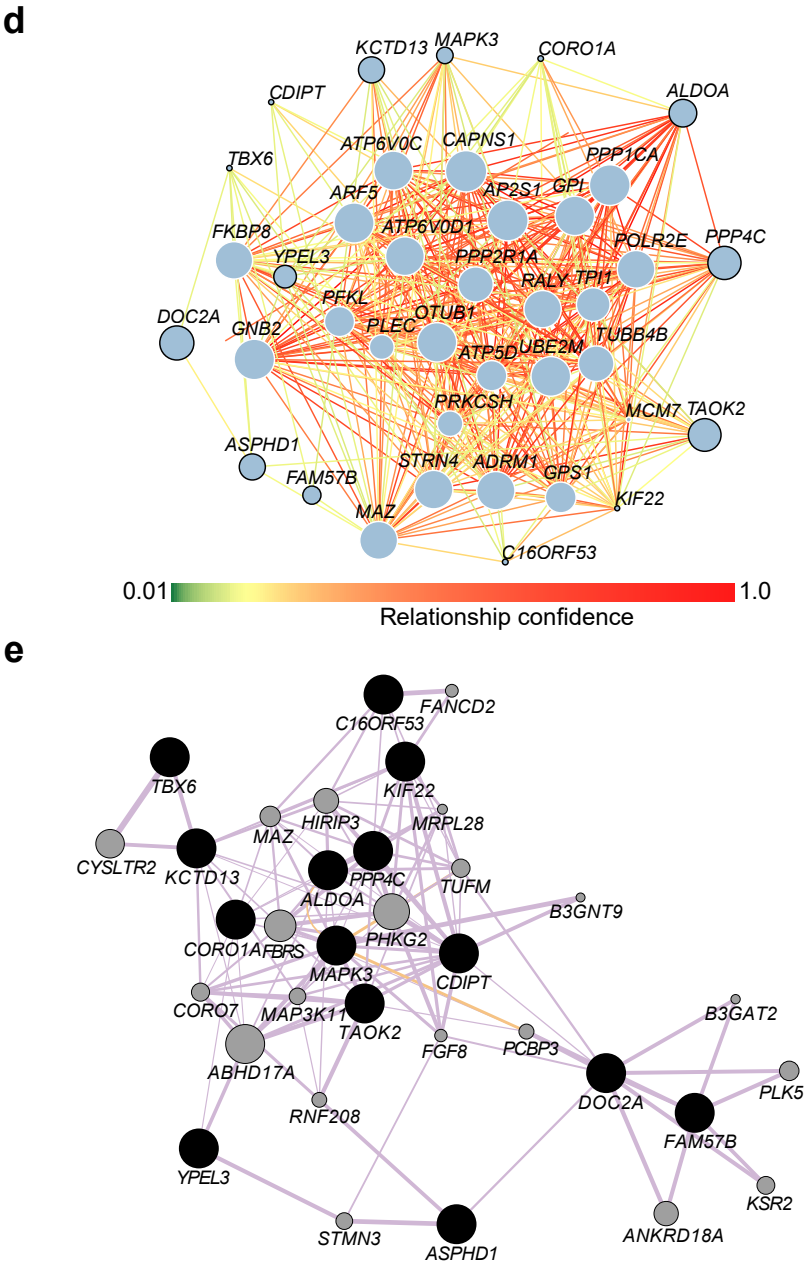 d
KCTD13
MAPK3
CORO1A
CDIPT
ALDOA
ATP6V0C
CAPNS1
TBX6
PPP1CA
ARF5
AP2S1
GPI
FKBP8
ATP6V0D1
POLR2E
PPP4C
YPEL3
PPP2R1A
RALY
TPI1
DOC2A
GNB2
PFKL
OTUB1
PLEC
ATP5D
UBE2M
TUBB4B
PRKCSH
MCM7
TAOK2
ASPHD1
STRN4
ADRM1
GPS1
FAM57B
KIF22
MAZ
C16ORF53
0.01
1.0
Relationship confidence
e
C16ORF53
FANCD2
TBX6
KIF22
MAZ
HIRIP3
MRPL28
CYSLTR2
KCTD13
PPP4C
TUFM
ALDOA
B3GNT9
CORO1A
FBRS
PHKG2
MAPK3
CDIPT
CORO7
MAP3K11
TAOK2
B3GAT2
FGF8
PCBP3
ABHD17A
PLK5
DOC2A
RNF208
FAM57B
YPEL3
KSR2
STMN3
ASPHD1
ANKRD18A